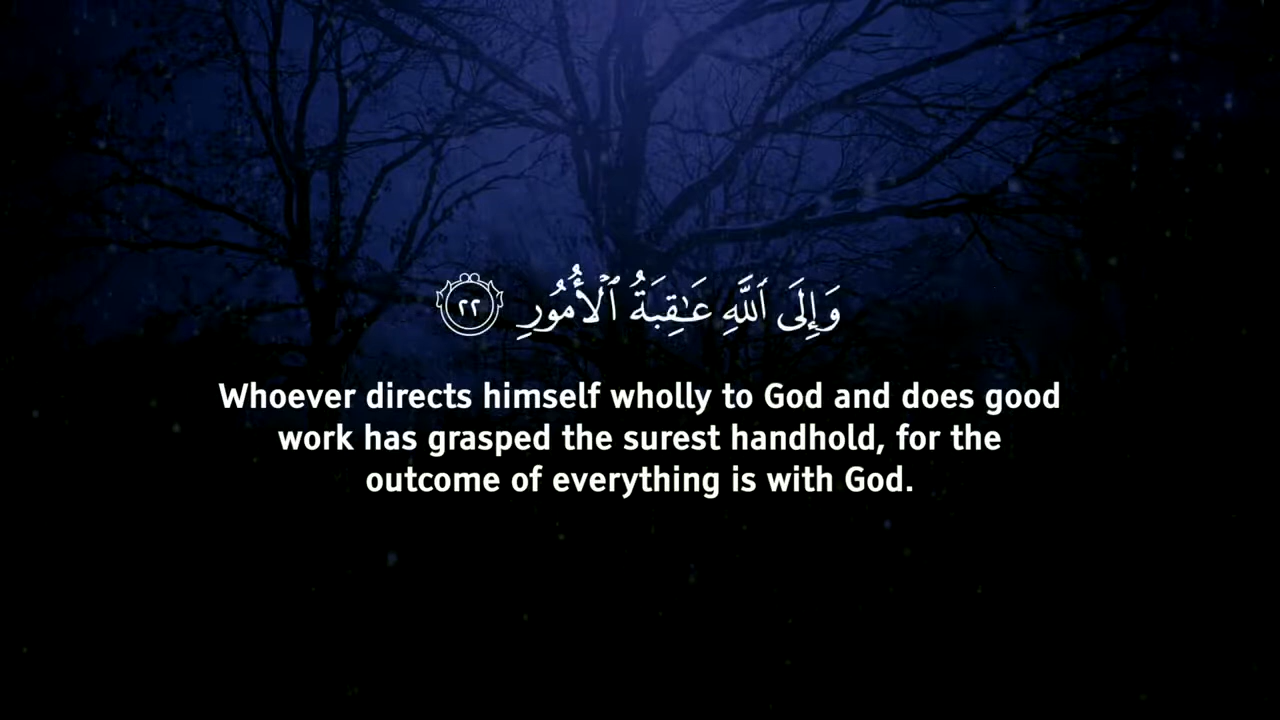 وَإِلَى ٱللَّهِ عَـٰقِبَةُ ٱلْأُمُورِ ٢٢
Whoever directs himself wholly to God and does good
work has grasped the surest handhold, for the
outcome of everything is with God.